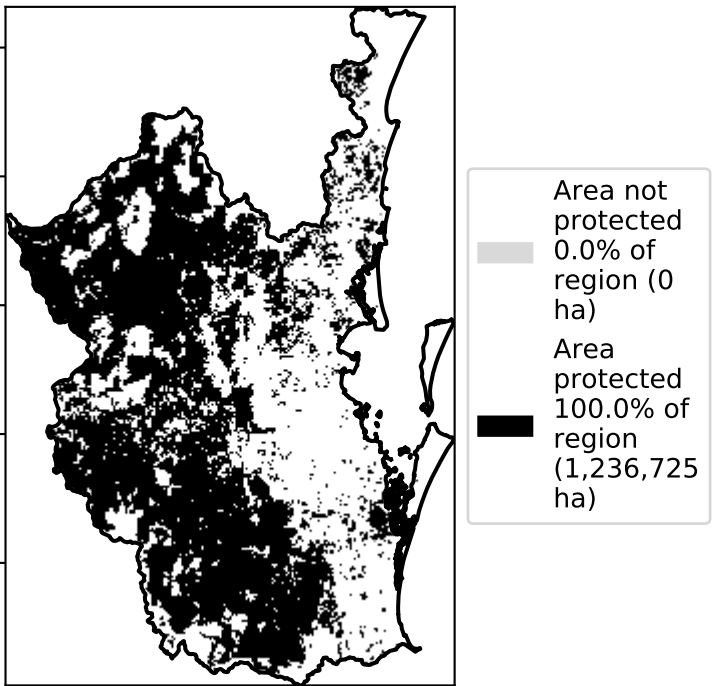 Area not
protected
0.0% of
region (0
ha)
Area
protected
100.0% of
region
(1,236,725
ha)